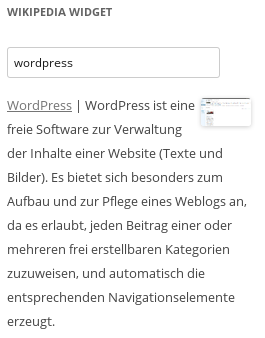 WIKIPEDIA WIDGET
wordpress
WordPress | WordPress ist eine
freie Software zur Verwaltung
der Inhalte einer Website (Texte und
Bilder). Es bietet sich besonders zum
Aufbau und zur Pflege eines Weblogs an,
da es erlaubt, jeden Beitrag einer oder
mehreren frei erstellbaren Kategorien
zuzuweisen, und automatisch die
entsprechenden Navigationselemente
erzeugt.